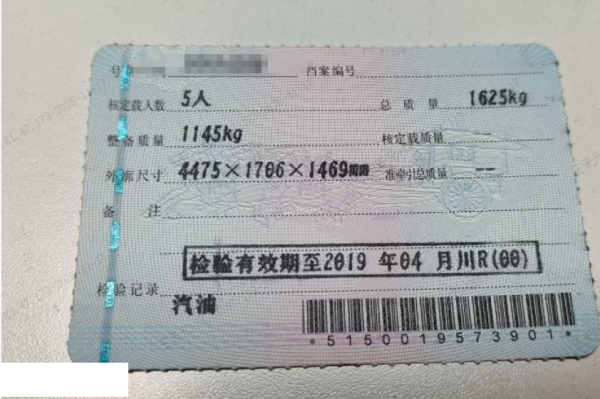 号 档案编号
核定载人数 5人 总质量 1625kg
整备质量 1145kg 核定载质量
外廓尺寸 4475×1706×1469mm 准牵引总质量 --
备注
检验有效期至2019 年04 月川R(00)
检验记录
汽油
*5150019573901*